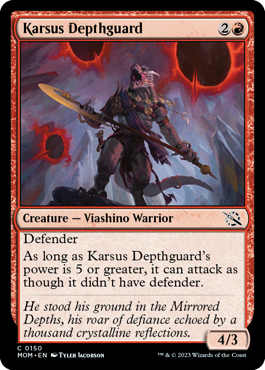 Karsus Depthguard 2
Creature — Viashino Warrior
Defender
As long as Karsus Depthguard's
power is 5 or greater, it can attack as
though it didn't have defender.
He stood his ground in the Mirrored
Depths, his roar of defiance echoed by a
thousand crystalline reflections.
4/3
C 0150
MOM • EN TYLER JACOBSON
™ & © 2023 Wizards of the Coast